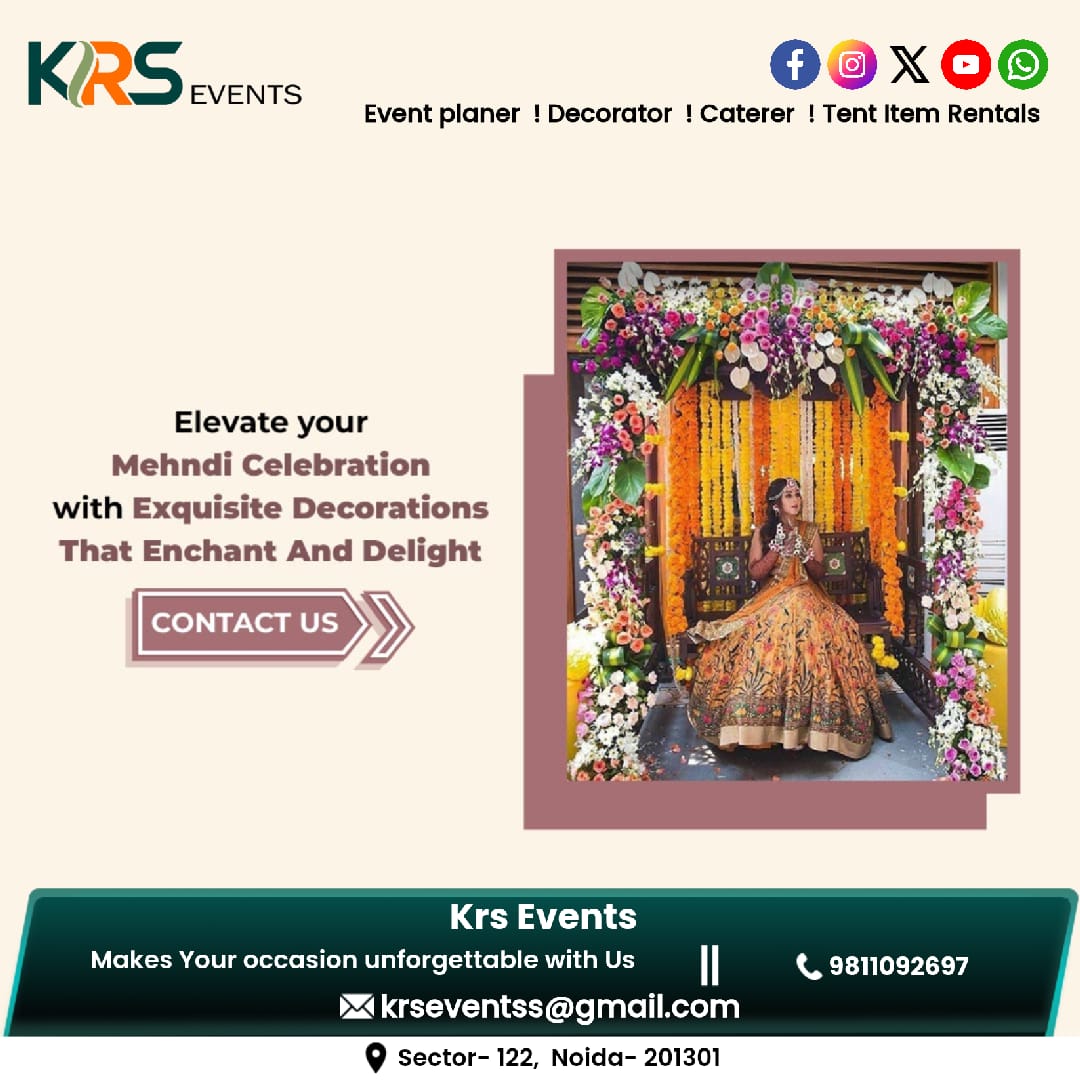 KRS EVENTS
Event planer ! Decorator ! Caterer ! Tent Item Rentals
Elevate your
Mehndi Celebration
with Exquisite Decorations
That Enchant And Delight
CONTACT US
Krs Events
Makes Your occasion unforgettable with Us || 9811092697
krseventss@gmail.com
Sector- 122, Noida- 201301